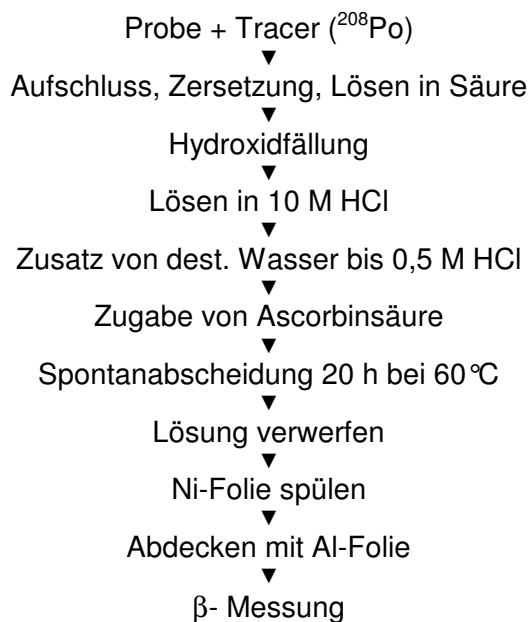 Probe + Tracer (²⁰⁸Po)
▼
Aufschluss, Zersetzung, Lösen in Säure
▼
Hydroxidfällung
▼
Lösen in 10 M HCl
▼
Zusatz von dest. Wasser bis 0,5 M HCl
▼
Zugabe von Ascorbinsäure
▼
Spontanabscheidung 20 h bei 60°C
▼
Lösung verwerfen
▼
Ni-Folie spülen
▼
Abdecken mit Al-Folie
▼
β- Messung